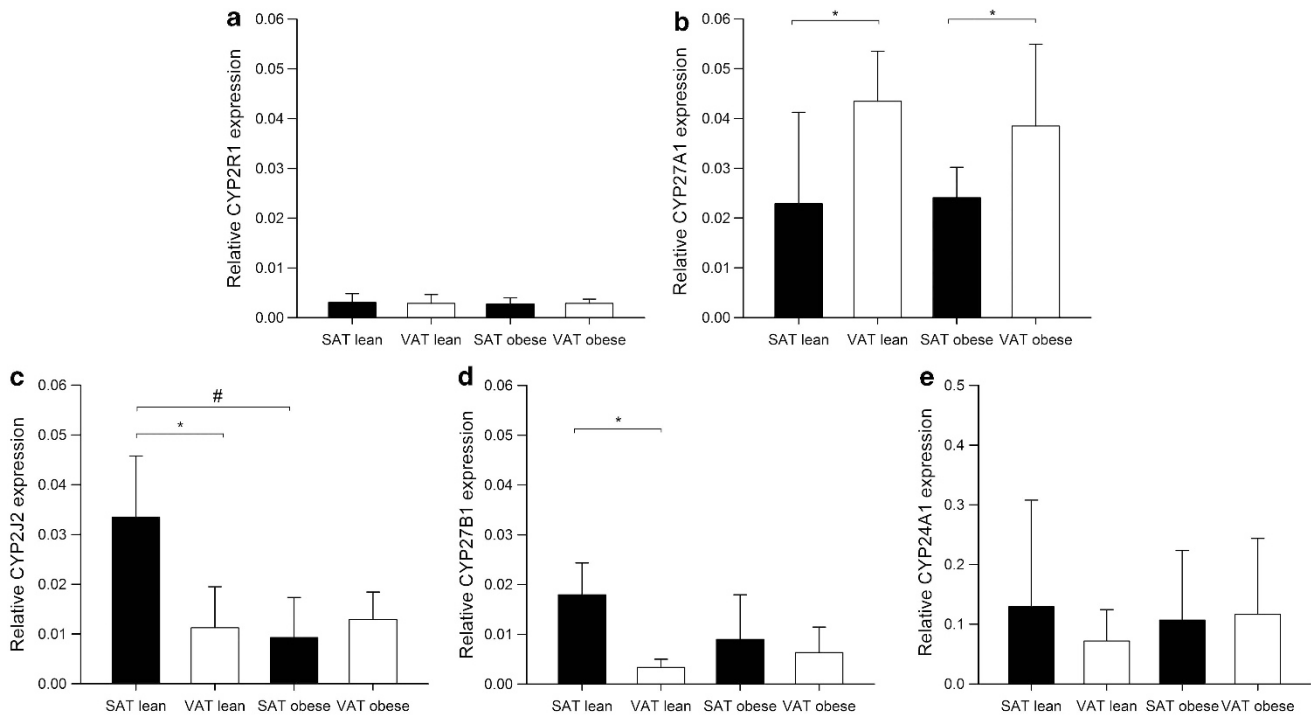 a
Relative CYP2R1 expression
0.06
0.05
0.04
0.03
0.02
0.01
0.00
SAT lean VAT lean SAT obese VAT obese
b
Relative CYP27A1 expression
0.06
0.05
0.04
0.03
0.02
0.01
0.00
* *
SAT lean VAT lean SAT obese VAT obese
c
Relative CYP2J2 expression
0.06
0.05
0.04
0.03
0.02
0.01
0.00
#
*
SAT lean VAT lean SAT obese VAT obese
d
Relative CYP27B1 expression
0.06
0.05
0.04
0.03
0.02
0.01
0.00
*
SAT lean VAT lean SAT obese VAT obese
e
Relative CYP24A1 expression
0.5
0.4
0.3
0.2
0.1
0.0
SAT lean VAT lean SAT obese VAT obese